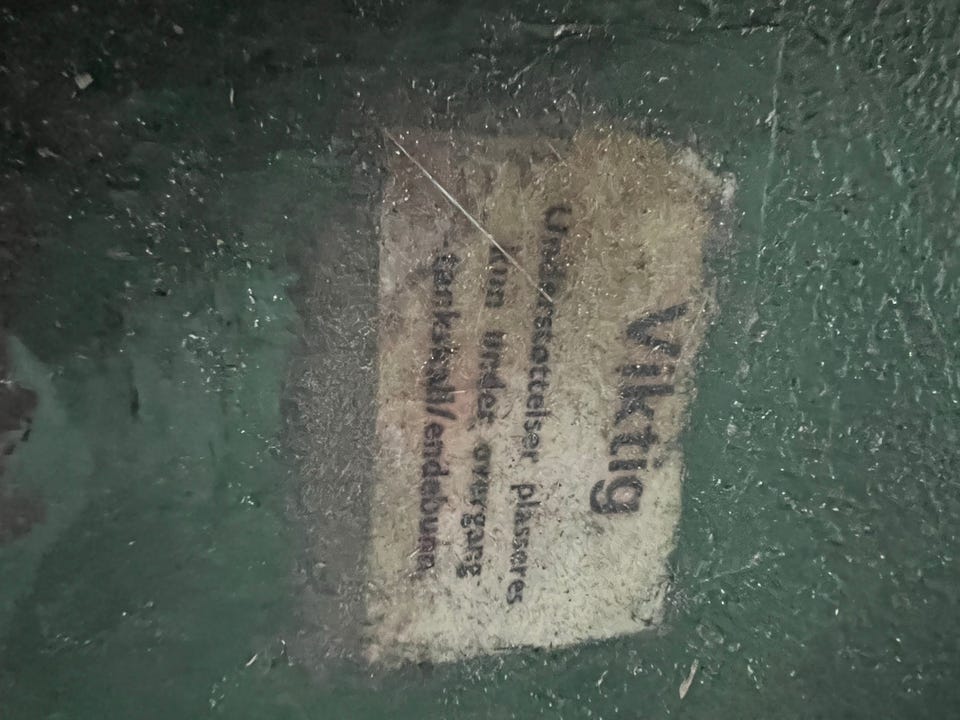 Viktig
Understøttelser plasseres
kun under overgang
tankskall/endebunn